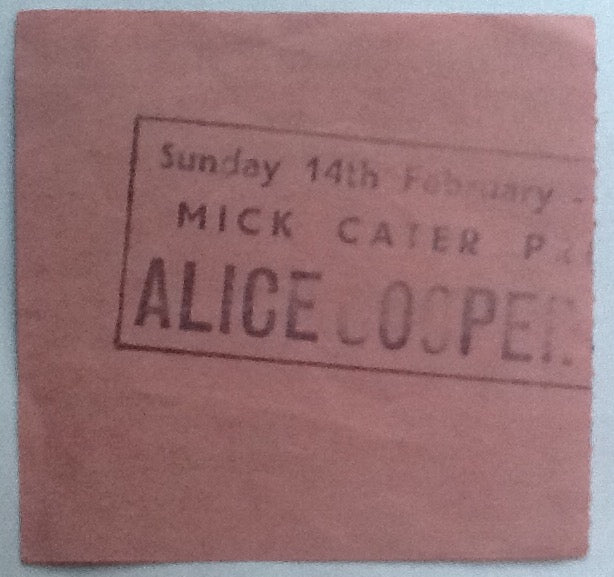 Sunday 14th February -
MICK CATER
ALICE COOPER